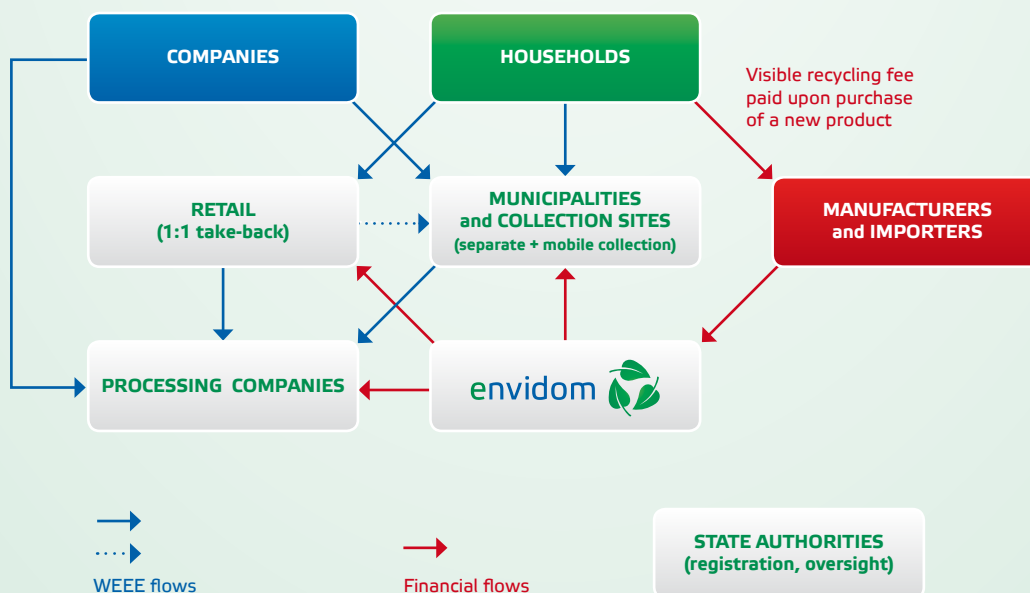 COMPANIES
HOUSEHOLDS
Visible recycling fee
paid upon purchase
of a new product
RETAIL
(1:1 take-back)
MUNICIPALITIES
and COLLECTION SITES
(separate + mobile collection)
MANUFACTURERS
and IMPORTERS
PROCESSING COMPANIES
envidom
WEEE flows
Financial flows
STATE AUTHORITIES
(registration, oversight)